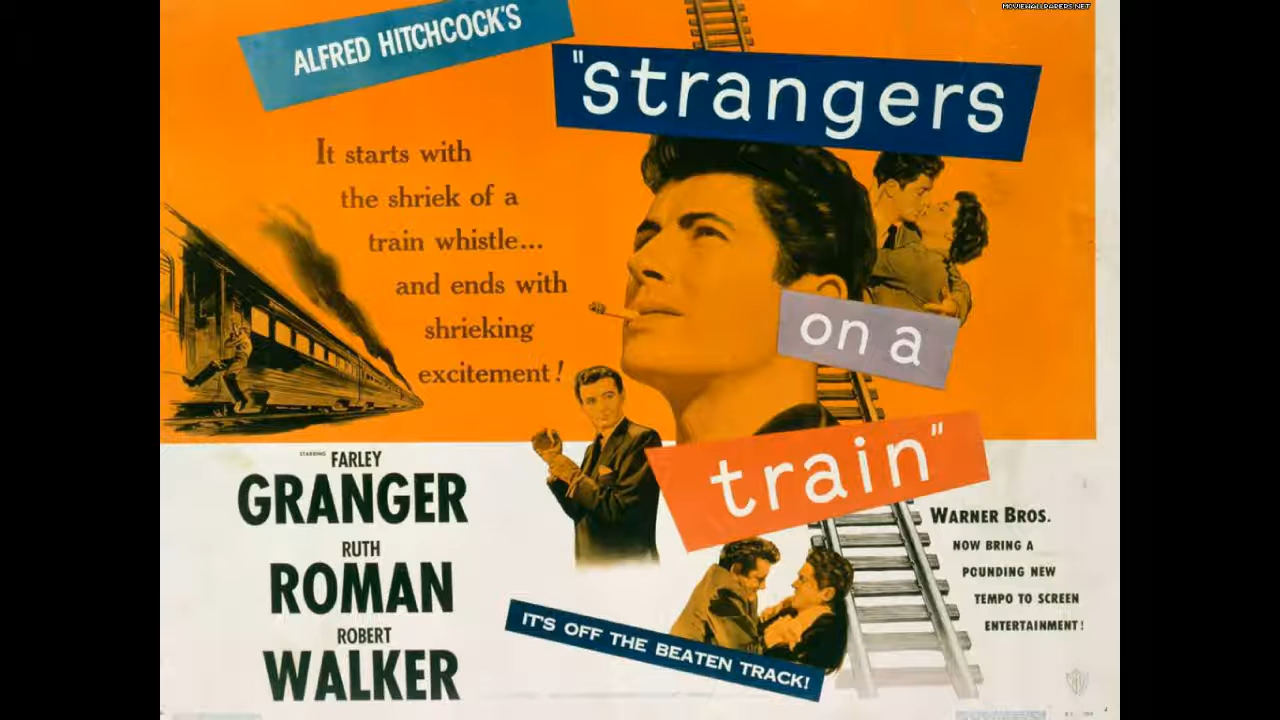 MOVIEWALLPAPERS.NET
ALFRED HITCHCOCK'S
"strangers
on a
train"
It starts with
the shriek of a
train whistle...
and ends with
shrieking
excitement!
STARRING FARLEY
GRANGER
RUTH
ROMAN
ROBERT
WALKER
IT'S OFF THE BEATEN TRACK!
WARNER BROS.
NOW BRING A
POUNDING NEW
TEMPO TO SCREEN
ENTERTAINMENT!